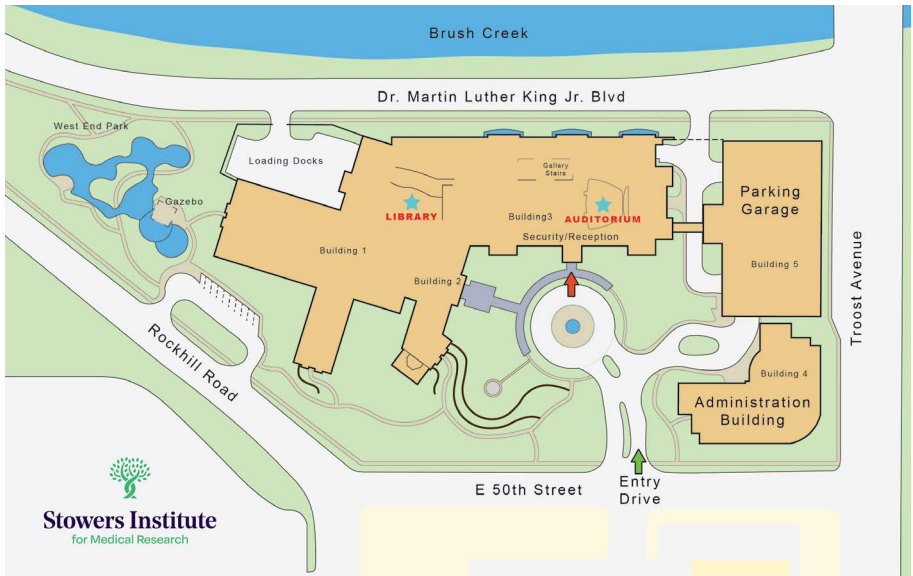 Brush Creek
Dr. Martin Luther King Jr. Blvd
West End Park
Loading Docks
Gallery
Stairs
Gazebo
Parking
Garage
LIBRARY
Building3
AUDITORIUM
Security/Reception
Building 1
Building 5
Building 2
Troost Avenue
Rockhill Road
Building 4
Administration
Building
E 50th Street
Entry
Drive
Stowers Institute
for Medical Research